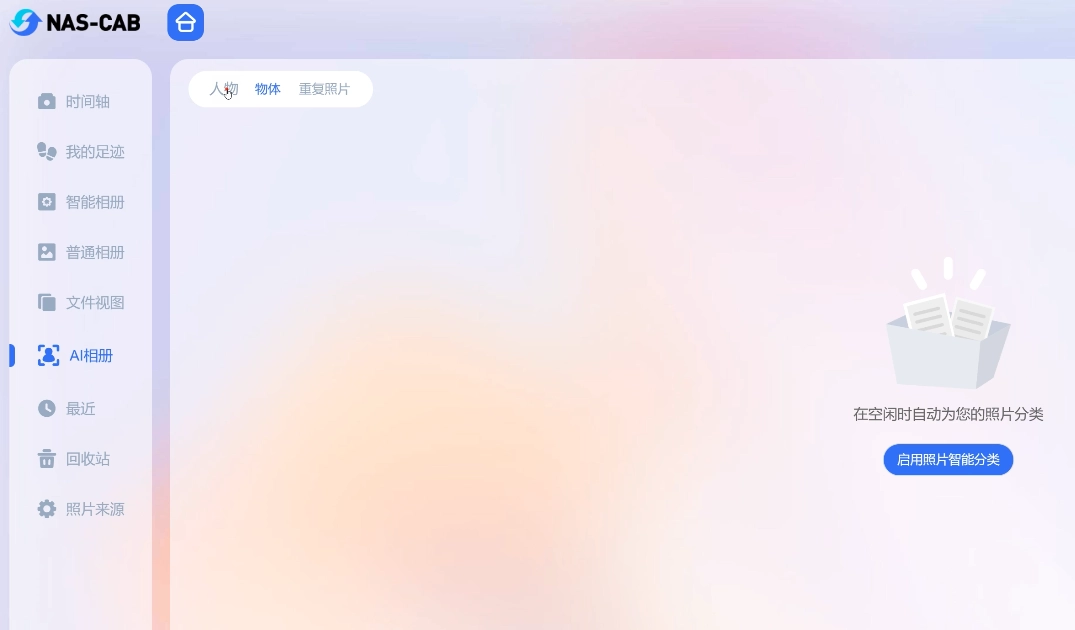 NAS-CAB
人物 物体 重复照片
时间轴
我的足迹
智能相册
普通相册
文件视图
AI相册
最近
回收站
照片来源
在空闲时自动为您的照片分类
启用照片智能分类